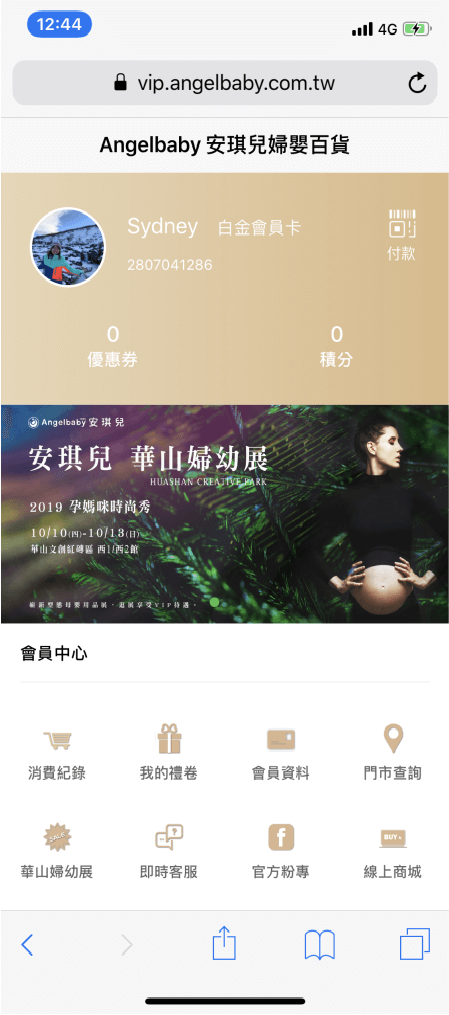 12:44
4G
vip.angelbaby.com.tw
Angelbaby 安琪兒婦嬰百貨
Sydney 白金會員卡
2807041286
付款
0
優惠券
0
積分
Angelbaby 安琪兒
安琪兒 華山婦幼展
HUASHAN CREATIVE PARK
2019 孕媽咪時尚秀
10/10(四)-10/13(日)
華山文創紅磚區 西1/西2館
會員中心
消費紀錄
我的禮卷
會員資料
門市查詢
SALE
BUY
華山婦幼展
即時客服
官方粉專
線上商城